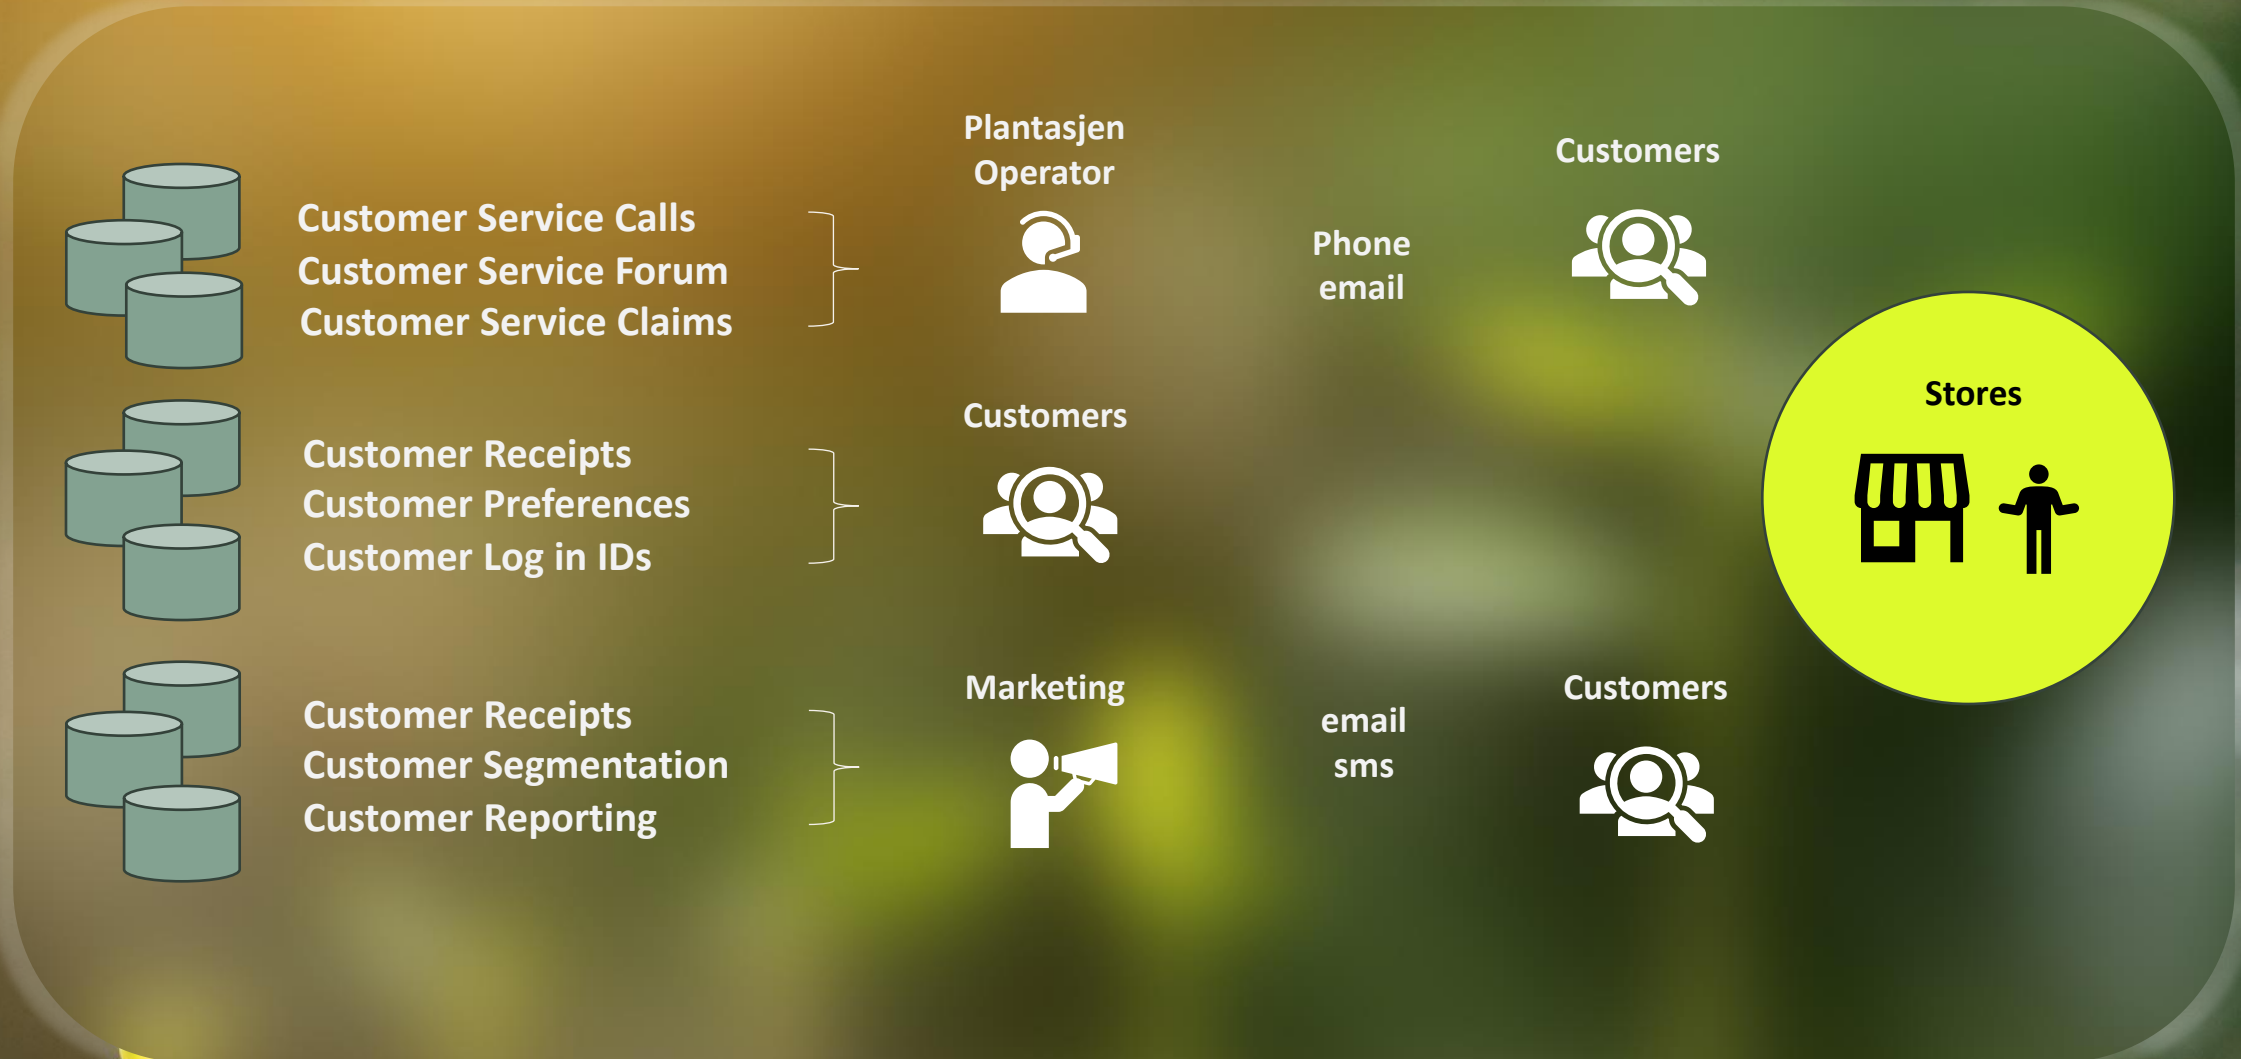 Plantasjen
Operator
Customers
Customer Service Calls
Customer Service Forum
Customer Service Claims
Phone
email
Stores
Customers
Customer Receipts
Customer Preferences
Customer Log in IDs
Marketing
Customers
Customer Receipts
Customer Segmentation
Customer Reporting
email
sms